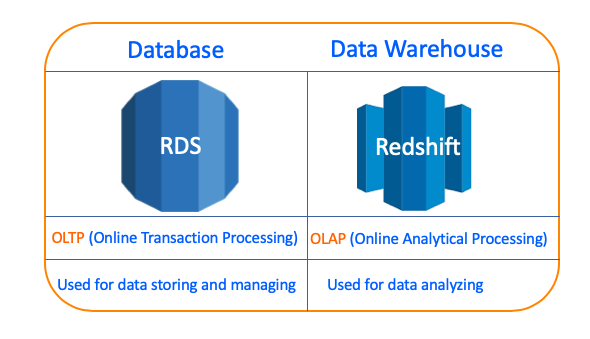 Database
Data Warehouse
RDS
Redshift
OLTP (Online Transaction Processing)
OLAP (Online Analytical Processing)
Used for data storing and managing
Used for data analyzing